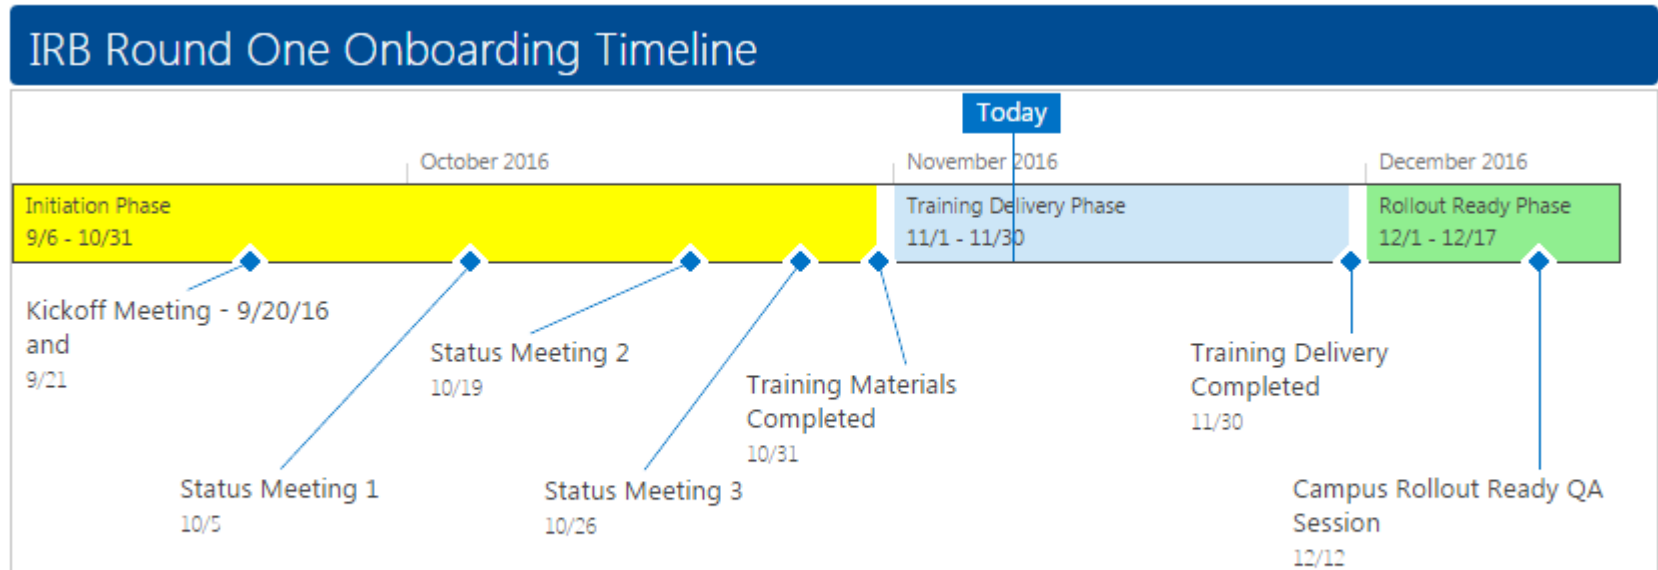 IRB Round One Onboarding Timeline
Today
October 2016
November 2016
December 2016
Initiation Phase
9/6 - 10/31
Training Delivery Phase
11/1 - 11/30
Rollout Ready Phase
12/1 - 12/17
Kickoff Meeting - 9/20/16
and
9/21
Status Meeting 2
10/19
Training Materials
Completed
10/31
Training Delivery
Completed
11/30
Status Meeting 1
10/5
Status Meeting 3
10/26
Campus Rollout Ready QA
Session
12/12